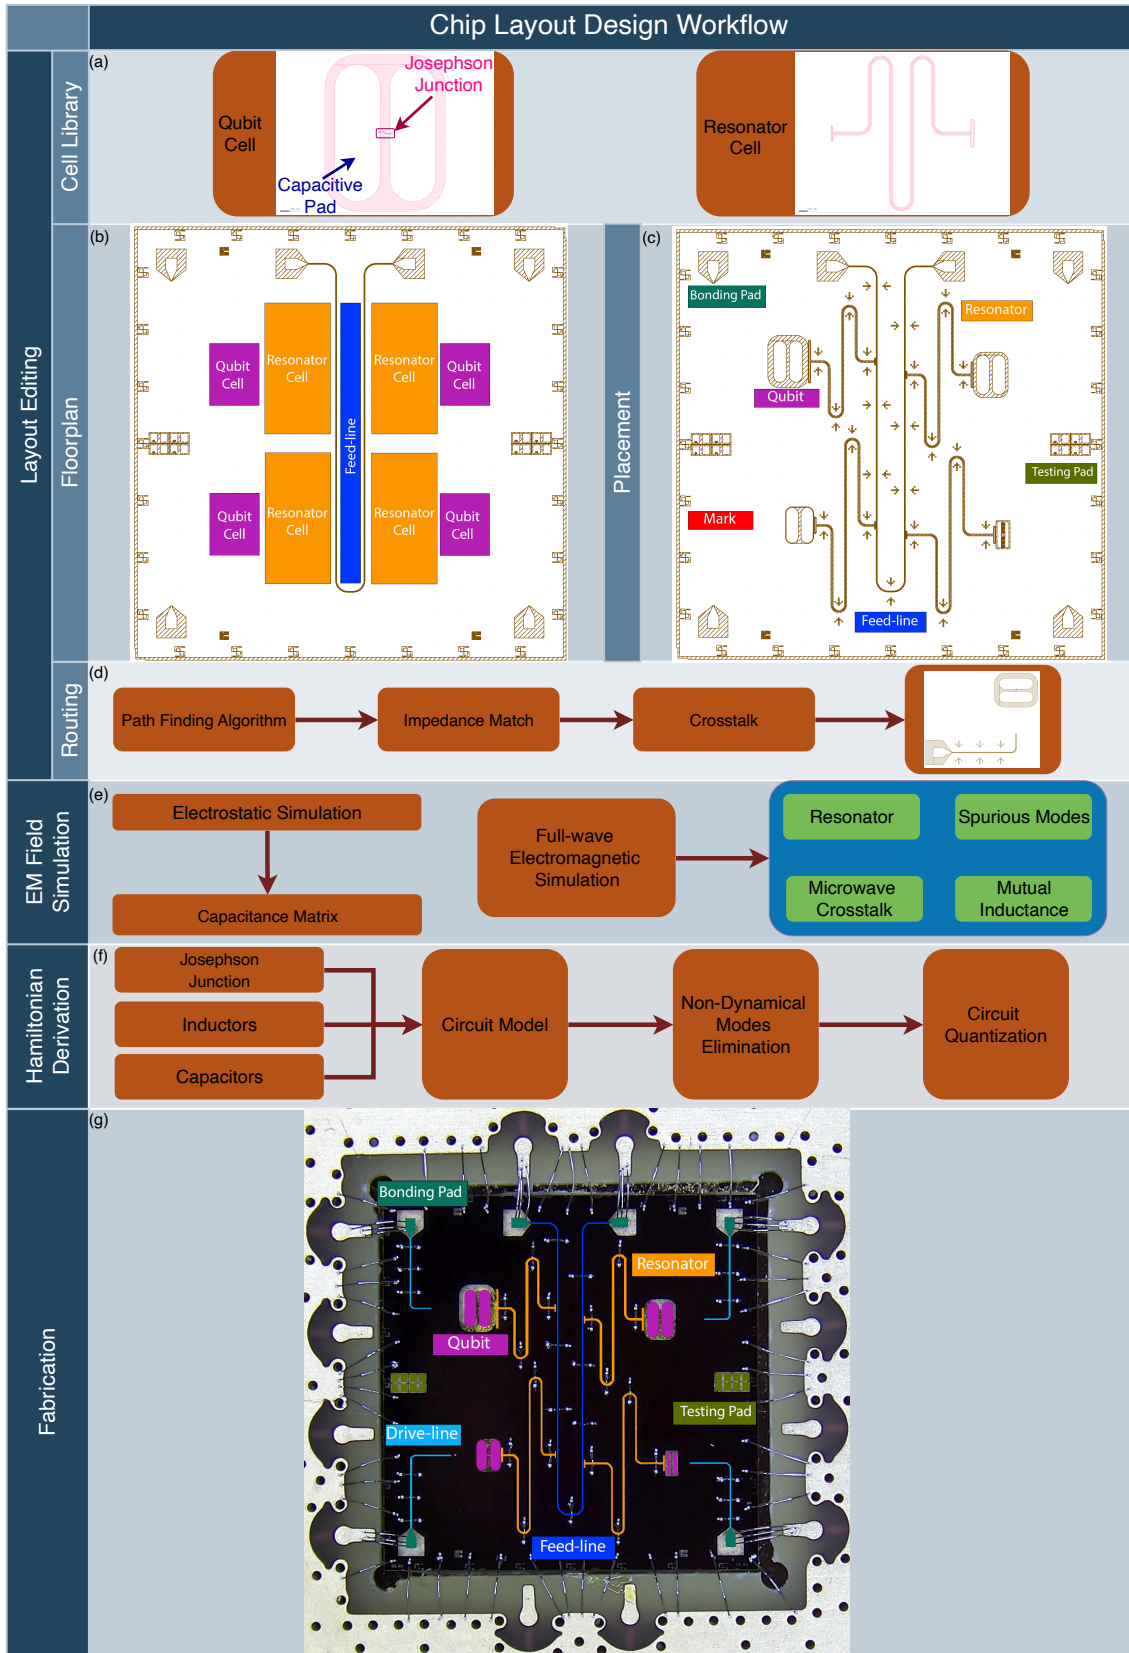 Chip Layout Design Workflow
Layout Editing
Cell Library
(a)
Qubit
Cell
Josephson
Junction
Capacitive
Pad
Resonator
Cell
Floorplan
(b)
Qubit
Cell
Resonator
Cell
Feed-line
Resonator
Cell
Qubit
Cell
Qubit
Cell
Resonator
Cell
Resonator
Cell
Qubit
Cell
Placement
(c)
Bonding Pad
Resonator
Qubit
Testing Pad
Mark
Feed-line
Routing
(d)
Path Finding Algorithm
Impedance Match
Crosstalk
EM Field
Simulation
(e)
Electrostatic Simulation
Capacitance Matrix
Full-wave
Electromagnetic
Simulation
Resonator
Spurious Modes
Microwave
Crosstalk
Mutual
Inductance
Hamiltonian
Derivation
(f)
Josephson
Junction
Inductors
Capacitors
Circuit Model
Non-Dynamical
Modes
Elimination
Circuit
Quantization
Fabrication
(g)
Bonding Pad
Resonator
Qubit
Testing Pad
Drive-line
Feed-line